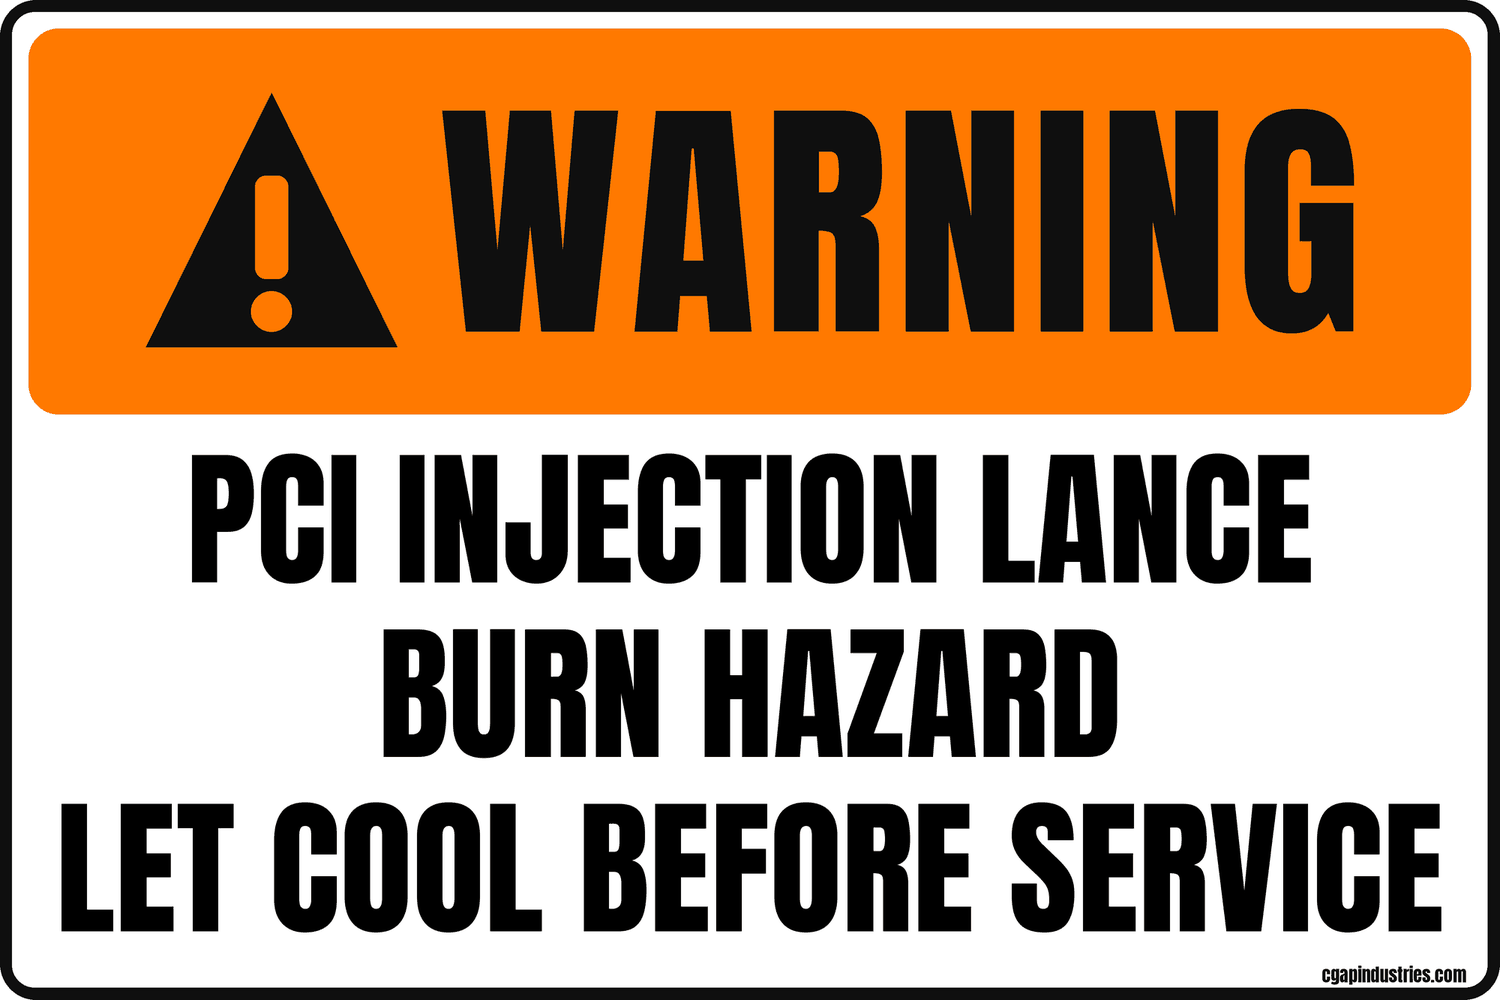 WARNING
PCI INJECTION LANCE
BURN HAZARD
LET COOL BEFORE SERVICE
cgapindustries.com